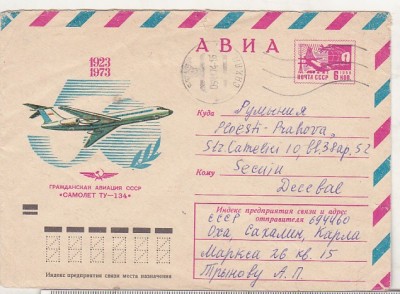 АВИА
1923
1973
ПОЧТА СССР
6 КОП.
Куда
Румыния
Ploești-Prahova,
Str. Cameliei 10 bl. 38 ap. 52
Кому
Secuiu
Decebal
ГРАЖДАНСКАЯ АВИАЦИЯ СССР
«САМОЛЕТ ТУ—134»
Индекс предприятия связи и адрес
отправителя 694460
СССР
Оха, Сахалин, Карла
Маркса 26 кв. 15
Трынову А. П.
Индекс предприятия связи места назначения